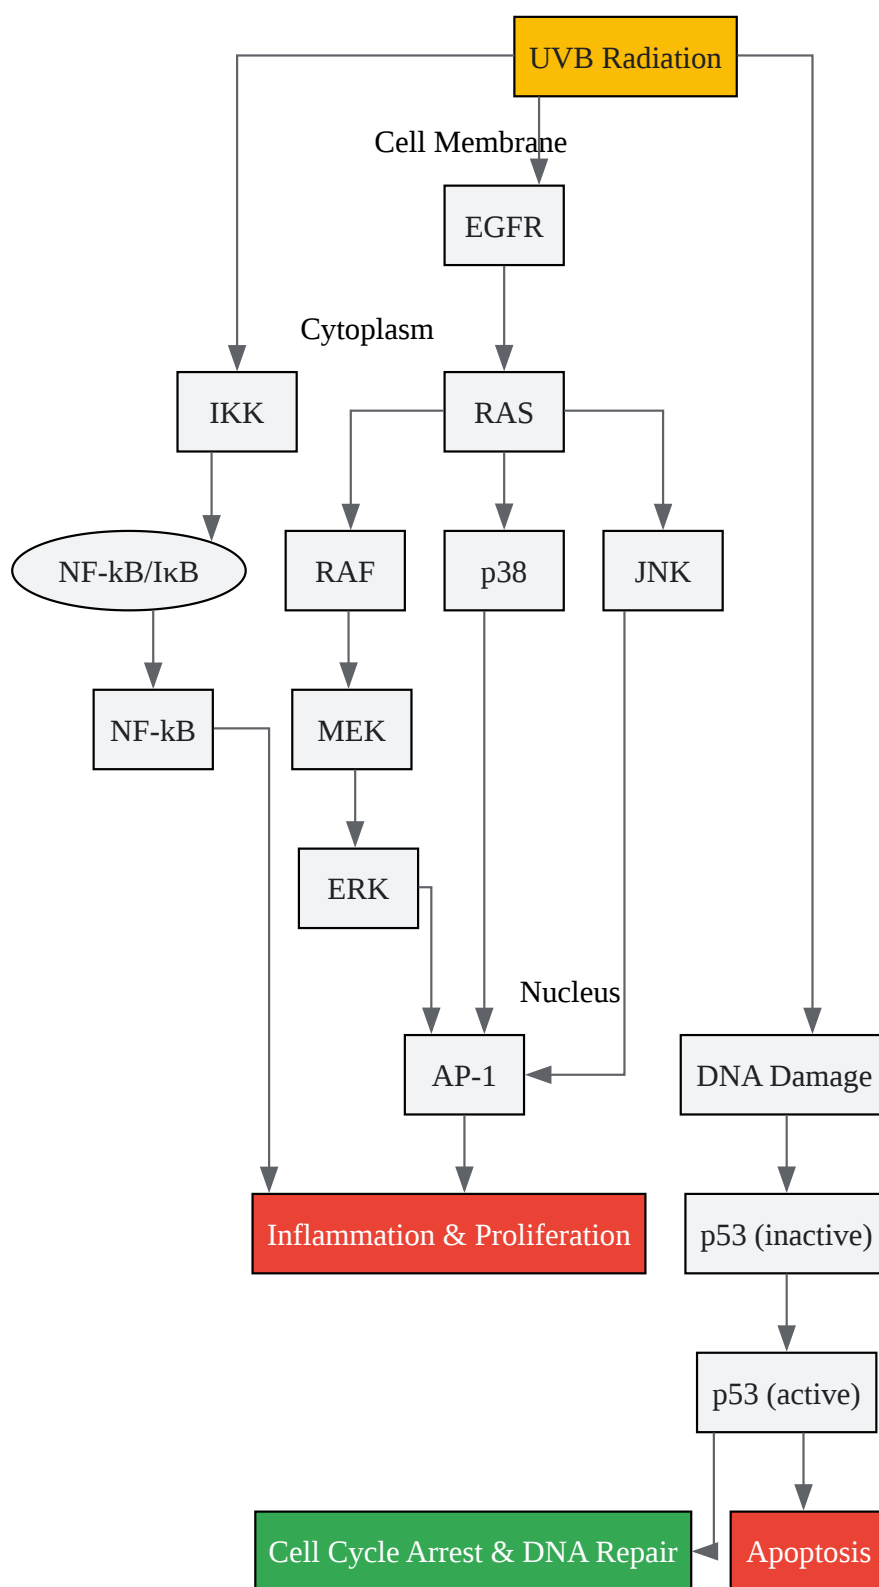 UVB Radiation
Cell Membrane
EGFR
Cytoplasm
IKK
RAS
NF-kB/IκB
RAF
p38
JNK
NF-kB
MEK
ERK
Nucleus
AP-1
DNA Damage
Inflammation & Proliferation
p53 (inactive)
p53 (active)
Cell Cycle Arrest & DNA Repair
Apoptosis